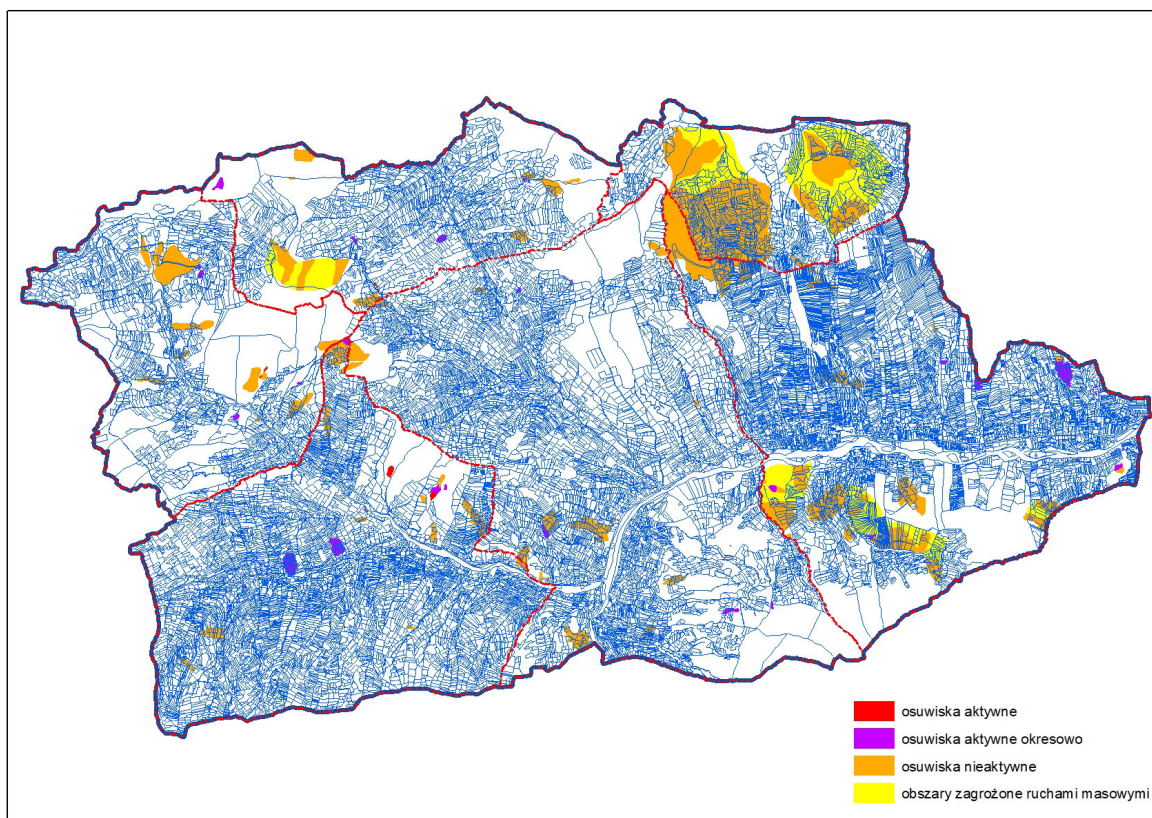 osuwiska aktywne
osuwiska aktywne okresowo
osuwiska nieaktywne
obszary zagrożone ruchami masowymi